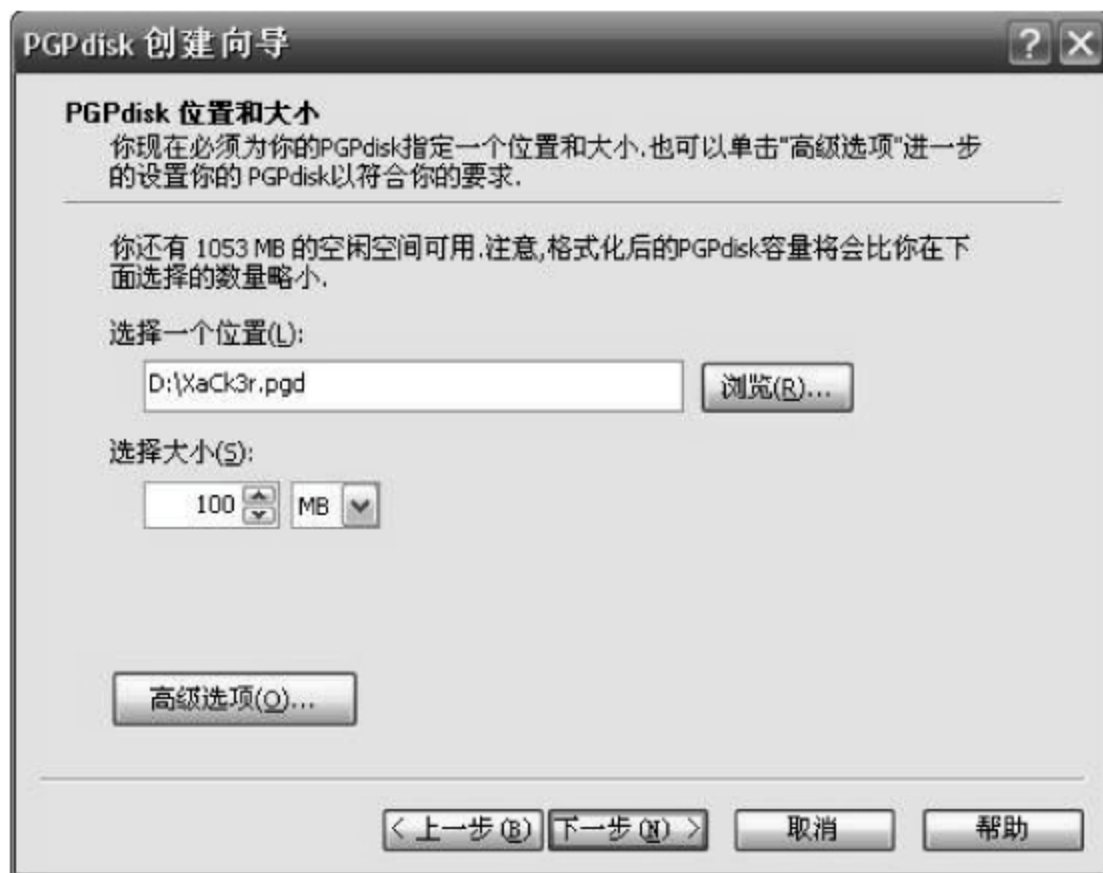 PGPdisk 创建向导
PGPdisk 位置和大小
你现在必须为你的PGPdisk指定一个位置和大小.也可以单击"高级选项"进一步
的设置你的 PGPdisk以符合你的要求.
你还有 1053 MB 的空闲空间可用.注意,格式化后的PGPdisk容量将会比你在下
面选择的数量略小.
选择一个位置(L):
D:\XaCk3r.pgd
浏览(R)...
选择大小(S):
100 MB
高级选项(O)...
< 上一步(B) 下一步(N) > 取消 帮助